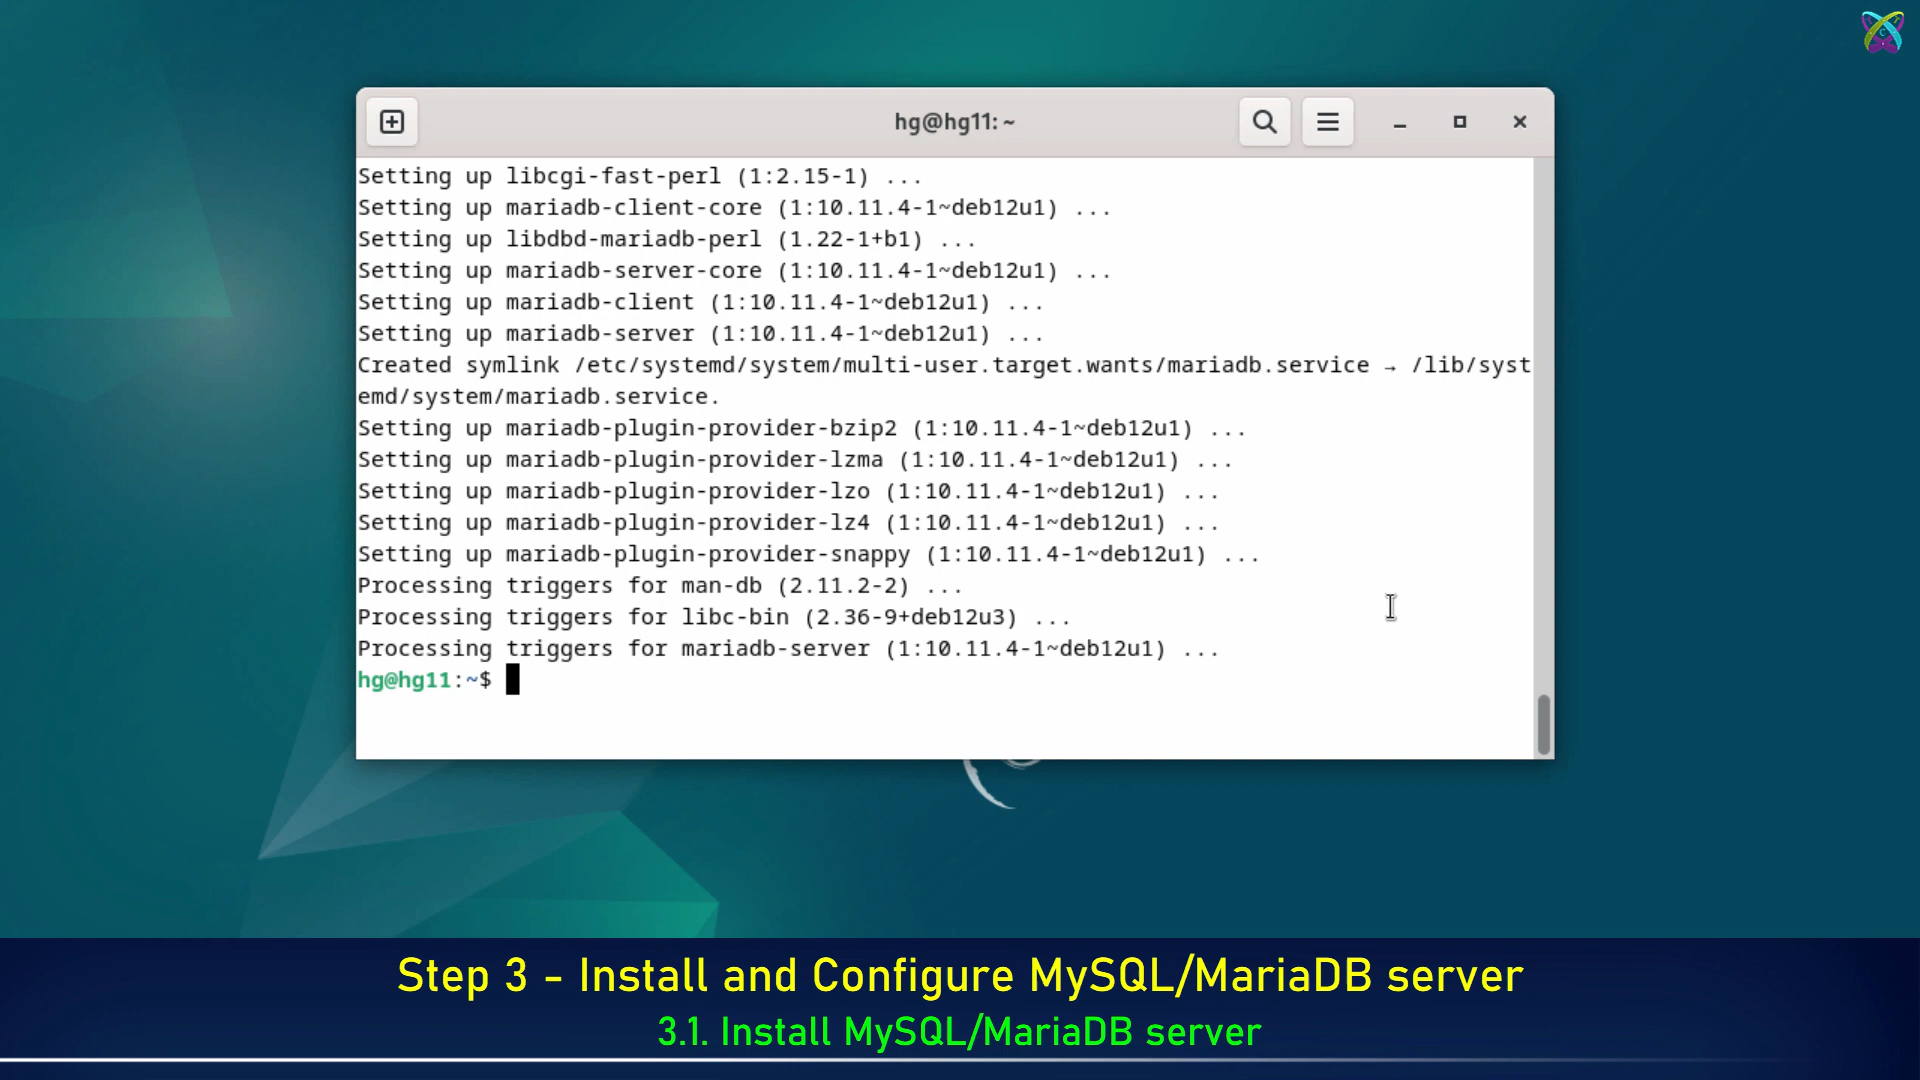 hg@hg11: ~
Setting up libcgi-fast-perl (1:2.15-1) ...
Setting up mariadb-client-core (1:10.11.4-1~deb12u1) ...
Setting up libdbd-mariadb-perl (1.22-1+b1) ...
Setting up mariadb-server-core (1:10.11.4-1~deb12u1) ...
Setting up mariadb-client (1:10.11.4-1~deb12u1) ...
Setting up mariadb-server (1:10.11.4-1~deb12u1) ...
Created symlink /etc/systemd/system/multi-user.target.wants/mariadb.service → /lib/syst
emd/system/mariadb.service.
Setting up mariadb-plugin-provider-bzip2 (1:10.11.4-1~deb12u1) ...
Setting up mariadb-plugin-provider-lzma (1:10.11.4-1~deb12u1) ...
Setting up mariadb-plugin-provider-lzo (1:10.11.4-1~deb12u1) ...
Setting up mariadb-plugin-provider-lz4 (1:10.11.4-1~deb12u1) ...
Setting up mariadb-plugin-provider-snappy (1:10.11.4-1~deb12u1) ...
Processing triggers for man-db (2.11.2-2) ...
Processing triggers for libc-bin (2.36-9+deb12u3) ...
Processing triggers for mariadb-server (1:10.11.4-1~deb12u1) ...
hg@hg11:~$
Step 3 - Install and Configure MySQL/MariaDB server
3.1. Install MySQL/MariaDB server